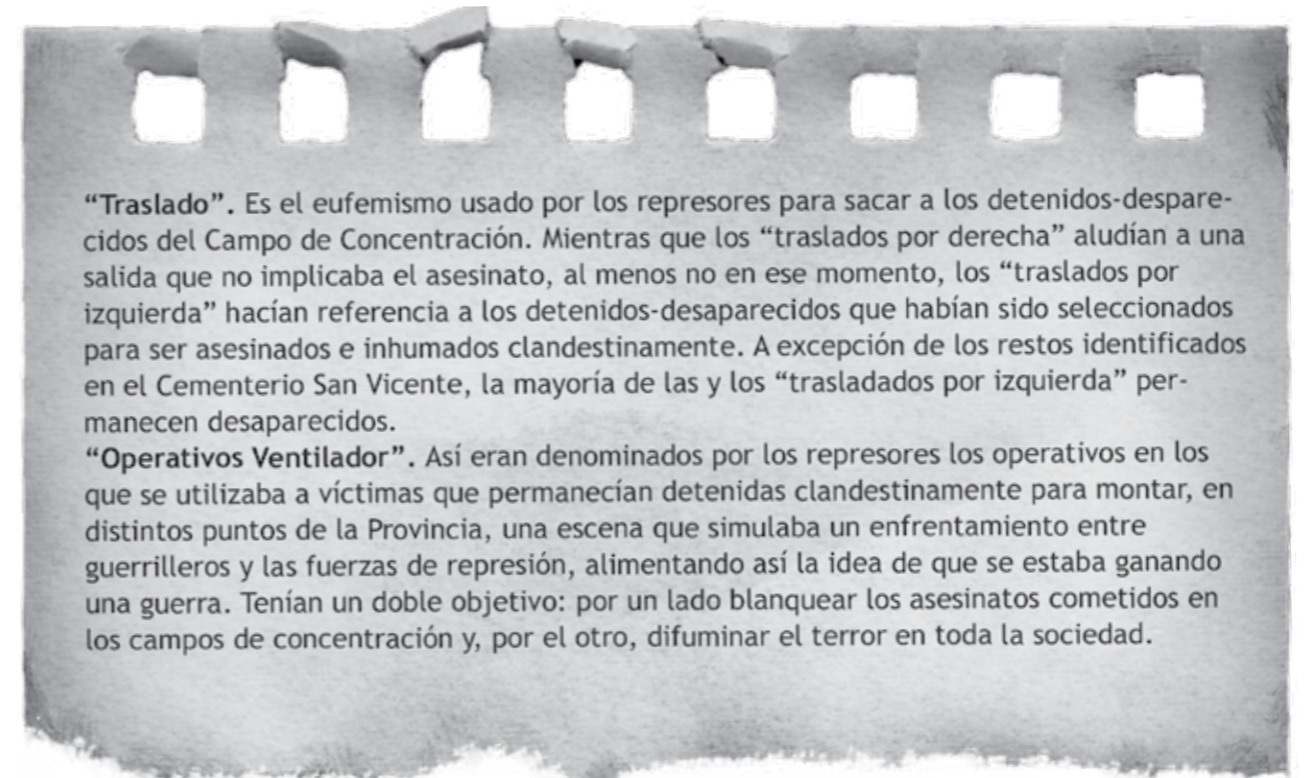 “Traslado”. Es el eufemismo usado por los represores para sacar a los detenidos-despare-
cidos del Campo de Concentración. Mientras que los “traslados por derecha” aludían a una
salida que no implicaba el asesinato, al menos no en ese momento, los “traslados por
izquierda” hacían referencia a los detenidos-desaparecidos que habían sido seleccionados
para ser asesinados e inhumados clandestinamente. A excepción de los restos identificados
en el Cementerio San Vicente, la mayoría de las y los “trasladados por izquierda” per-
manecen desaparecidos.
“Operativos Ventilador”. Así eran denominados por los represores los operativos en los
que se utilizaba a víctimas que permanecían detenidas clandestinamente para montar, en
distintos puntos de la Provincia, una escena que simulaba un enfrentamiento entre
guerrilleros y las fuerzas de represión, alimentando así la idea de que se estaba ganando
una guerra. Tenían un doble objetivo: por un lado blanquear los asesinatos cometidos en
los campos de concentración y, por el otro, difuminar el terror en toda la sociedad.